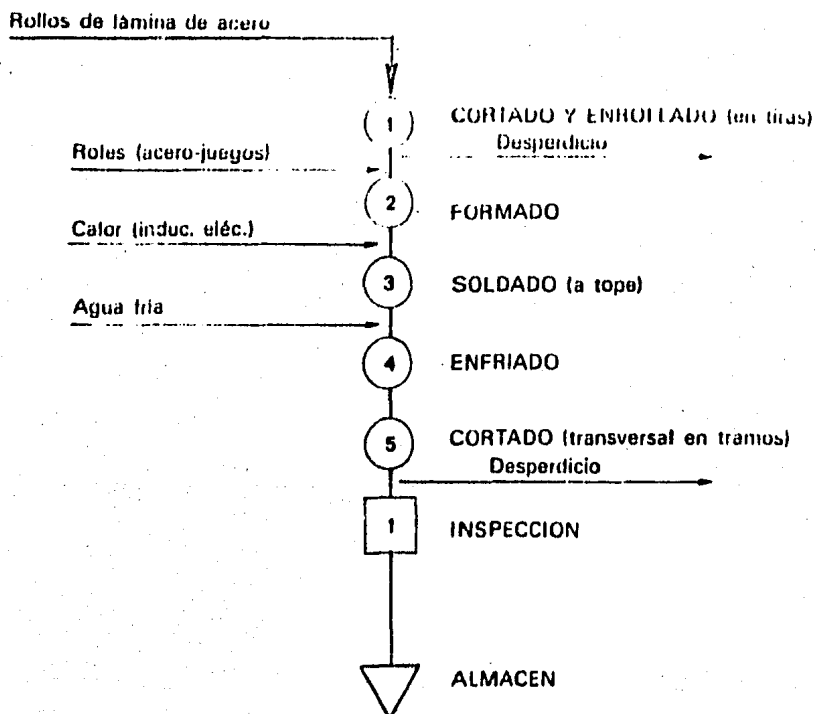 Rollos de lámina de acero
1 CORTADO Y ENROLLADO (en tiras)
Desperdicio
Roles (acero-juegos)
2 FORMADO
Calor (induc. eléc.)
3 SOLDADO (a tope)
Agua fria
4 ENFRIADO
5 CORTADO (transversal en tramos)
Desperdicio
1 INSPECCION
ALMACEN